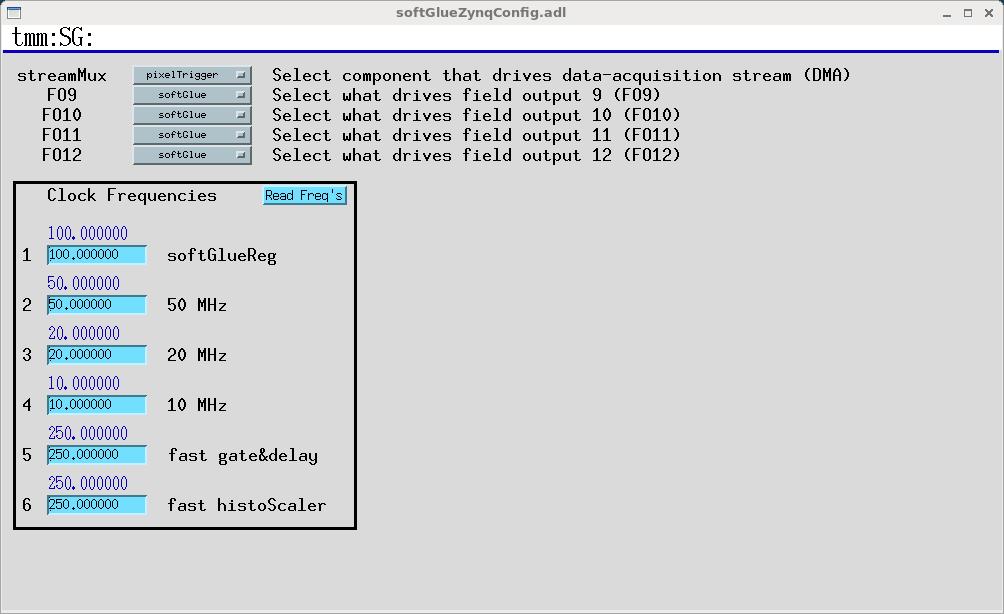 softGlueZynqConfig.adl
tmm:SG:
streamMux pixelTrigger Select component that drives data-acquisition stream (DMA)
FO9 softGlue Select what drives field output 9 (FO9)
FO10 softGlue Select what drives field output 10 (FO10)
FO11 softGlue Select what drives field output 11 (FO11)
FO12 softGlue Select what drives field output 12 (FO12)
Clock Frequencies Read Freq's
100.000000
1 100.000000 softGlueReg
50.000000
2 50.000000 50 MHz
20.000000
3 20.000000 20 MHz
10.000000
4 10.000000 10 MHz
250.000000
5 250.000000 fast gate&delay
250.000000
6 250.000000 fast histoScaler